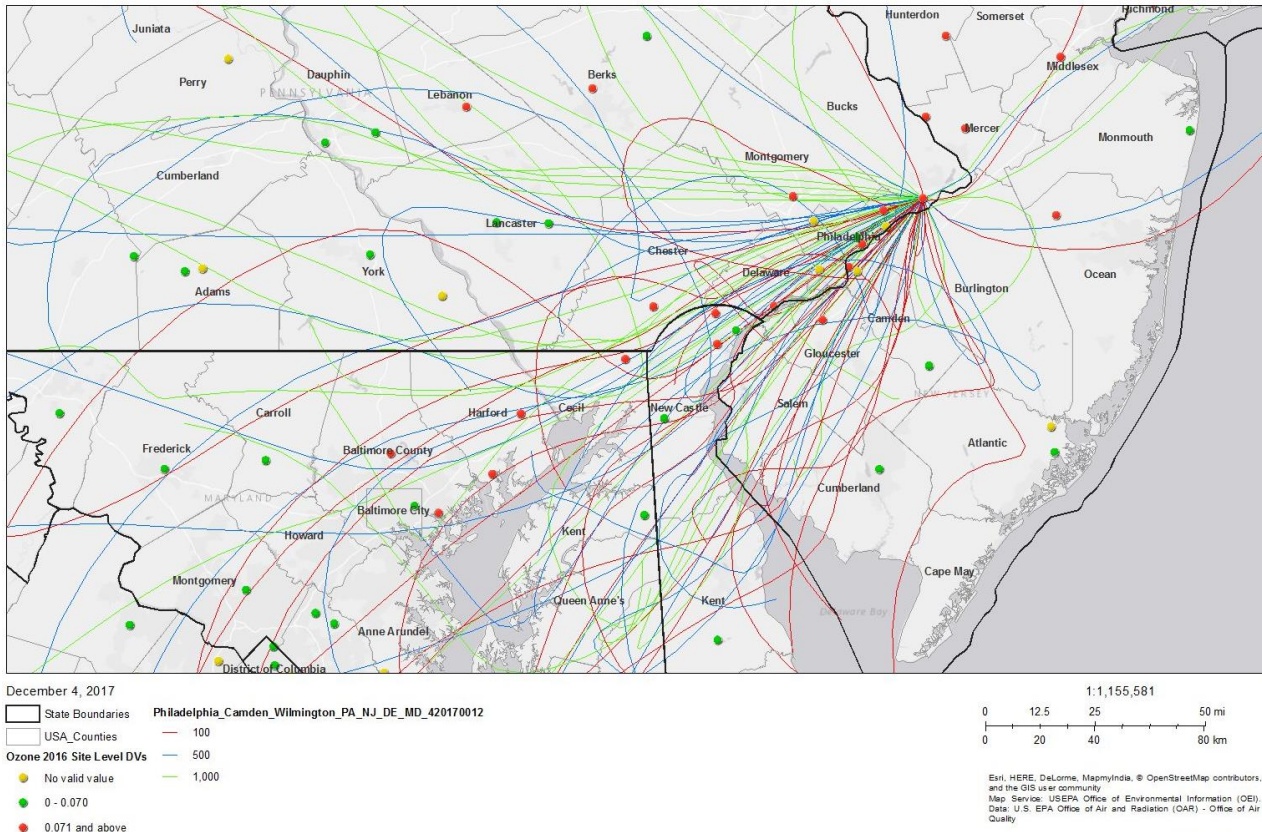 Hunterdon
Somerset
Richmond
Juniata
Middlesex
Perry
Dauphin
PENNSYLVANIA
Lebanon
Berks
Bucks
Mercer
Monmouth
Montgomery
Cumberland
Lancaster
Chester
Philadelphia
York
Delaware
Ocean
Adams
Burlington
Camden
Gloucester
NEW JERSEY
Carroll
Harford
Cecil
New Castle
Salem
Frederick
Baltimore County
Atlantic
MARYLAND
Cumberland
Baltimore City
Howard
Kent
Montgomery
Cape May
Queen Anne's
Kent
Delaware Bay
Anne Arundel
District of Columbia
December 4, 2017
State Boundaries
USA_Counties
Ozone 2016 Site Level DVs
No valid value
0 - 0.070
0.071 and above
Philadelphia_Camden_Wilmington_PA_NJ_DE_MD_420170012
100
500
1,000
1:1,155,581
0 12.5 25 50 mi
0 20 40 80 km
Esri, HERE, DeLorme, MapmyIndia, © OpenStreetMap contributors,
and the GIS user community
Map Service: USEPA Office of Environmental Information (OEI).
Data: U.S. EPA Office of Air and Radiation (OAR) - Office of Air
Quality